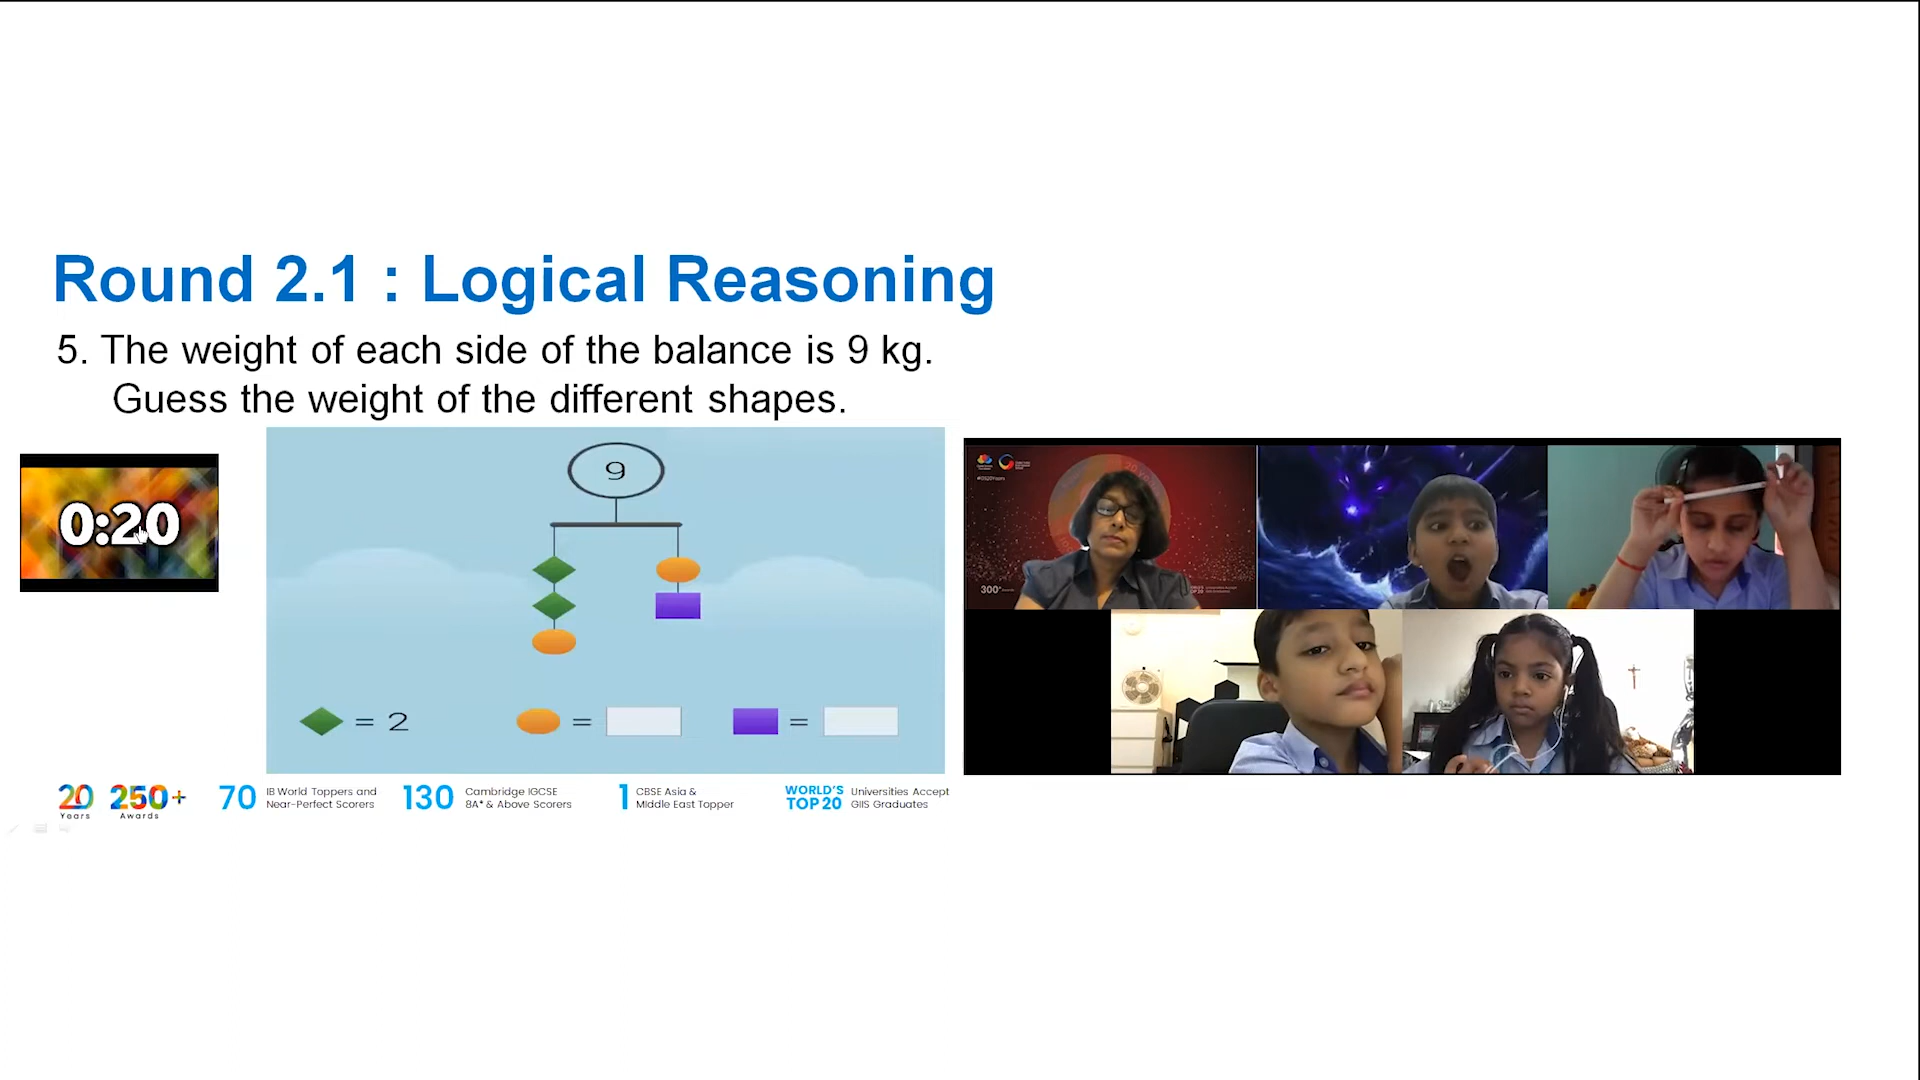 Round 2.1 : Logical Reasoning
5. The weight of each side of the balance is 9 kg.
Guess the weight of the different shapes.
0:20
9
= 2
=
=
300+
20 Years
250+ Awards
70 IB World Toppers and Near-Perfect Scorers
130 Cambridge IGCSE 8A* & Above Scorers
1 CBSE Asia & Middle East Topper
WORLD'S TOP 20 Universities Accept GIIS Graduates